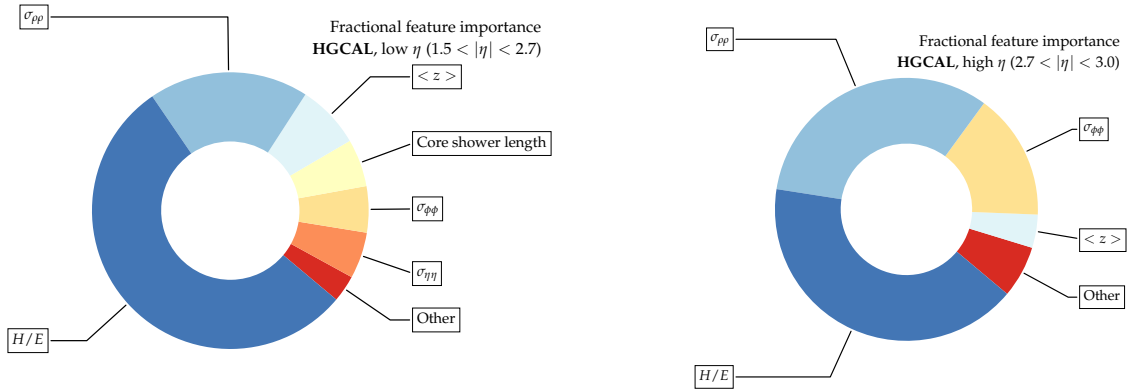 σρρ
Fractional feature importance
HGCAL, low η (1.5 < |η| < 2.7)
< z >
Core shower length
σϕϕ
σηη
Other
H/E
σρρ
Fractional feature importance
HGCAL, high η (2.7 < |η| < 3.0)
σϕϕ
< z >
Other
H/E